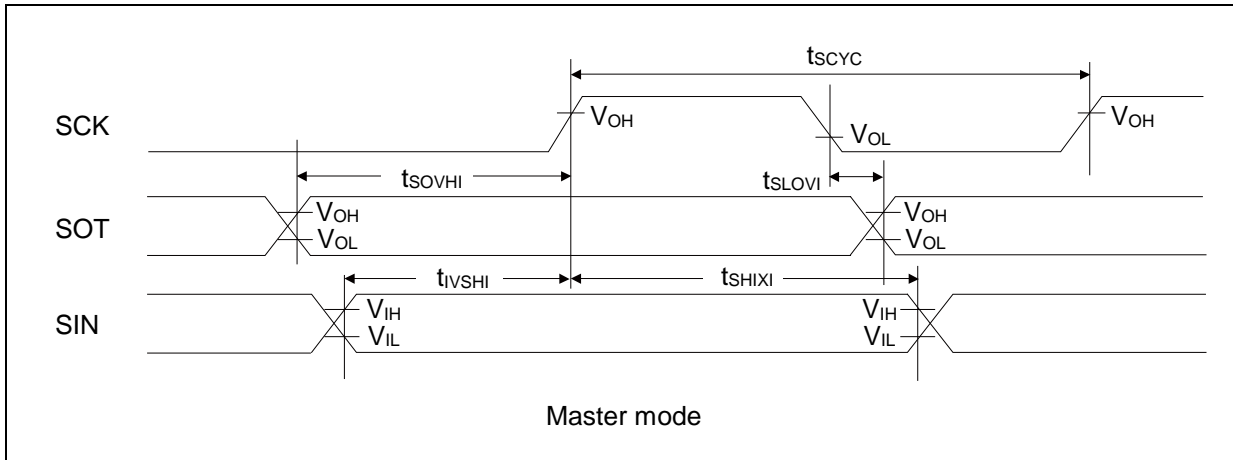 tSCYC
SCK
VOH
VOL
VOH
tSOVHI
tSLOVI
SOT
VOH
VOL
VOH
VOL
tIVSHI
tSHIXI
SIN
VIH
VIL
VIH
VIL
Master mode